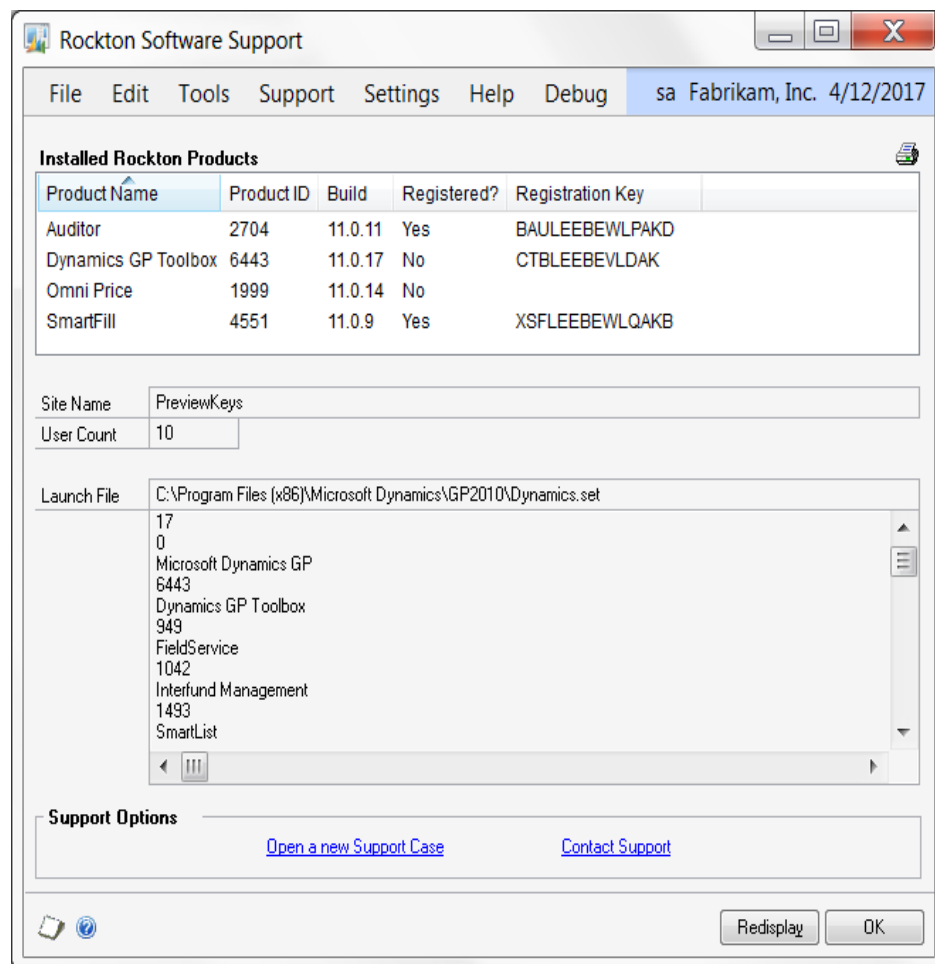 Rockton Software Support
File Edit Tools Support Settings Help Debug sa Fabrikam, Inc. 4/12/2017
Installed Rockton Products
Product Name Product ID Build Registered? Registration Key
Auditor 2704 11.0.11 Yes BAULEEBEWLPAKD
Dynamics GP Toolbox 6443 11.0.17 No CTBLEEBEVLDAK
Omni Price 1999 11.0.14 No
SmartFill 4551 11.0.9 Yes XSFLEEBEWLQAKB
Site Name PreviewKeys
User Count 10
Launch File C:\Program Files (x86)\Microsoft Dynamics\GP2010\Dynamics.set
17
0
Microsoft Dynamics GP
6443
Dynamics GP Toolbox
949
FieldService
1042
Interfund Management
1493
SmartList
Support Options
Open a new Support Case Contact Support
Redisplay OK